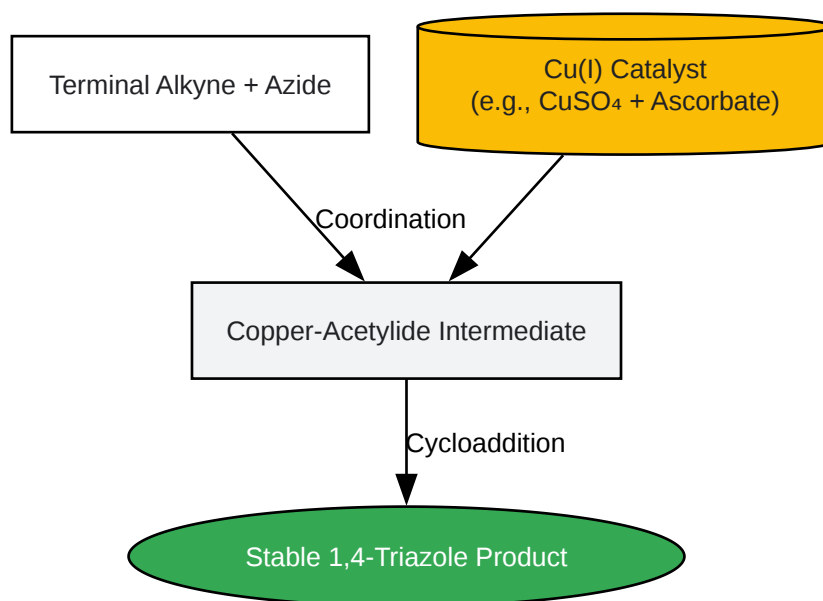 Terminal Alkyne + Azide
Cu(I) Catalyst
(e.g., CuSO₄ + Ascorbate)
Coordination
Copper-Acetylide Intermediate
Cycloaddition
Stable 1,4-Triazole Product